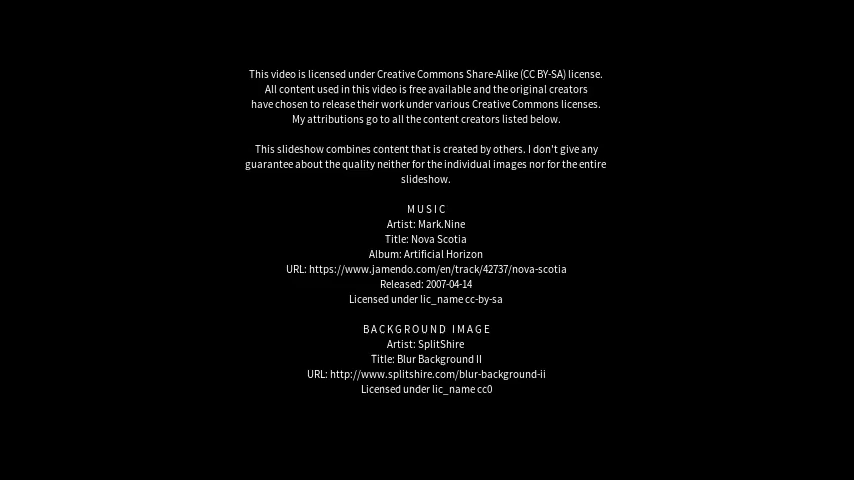 This video is licensed under Creative Commons Share-Alike (CC BY-SA) license.
All content used in this video is free available and the original creators
have chosen to release their work under various Creative Commons licenses.
My attributions go to all the content creators listed below.
This slideshow combines content that is created by others. I don't give any
guarantee about the quality neither for the individual images nor for the entire
slideshow.
MUSIC
Artist: Mark.Nine
Title: Nova Scotia
Album: Artificial Horizon
URL: https://www.jamendo.com/en/track/42737/nova-scotia
Released: 2007-04-14
Licensed under lic_name cc-by-sa
BACKGROUND IMAGE
Artist: SplitShire
Title: Blur Background II
URL: http://www.splitshire.com/blur-background-ii
Licensed under lic_name cc0